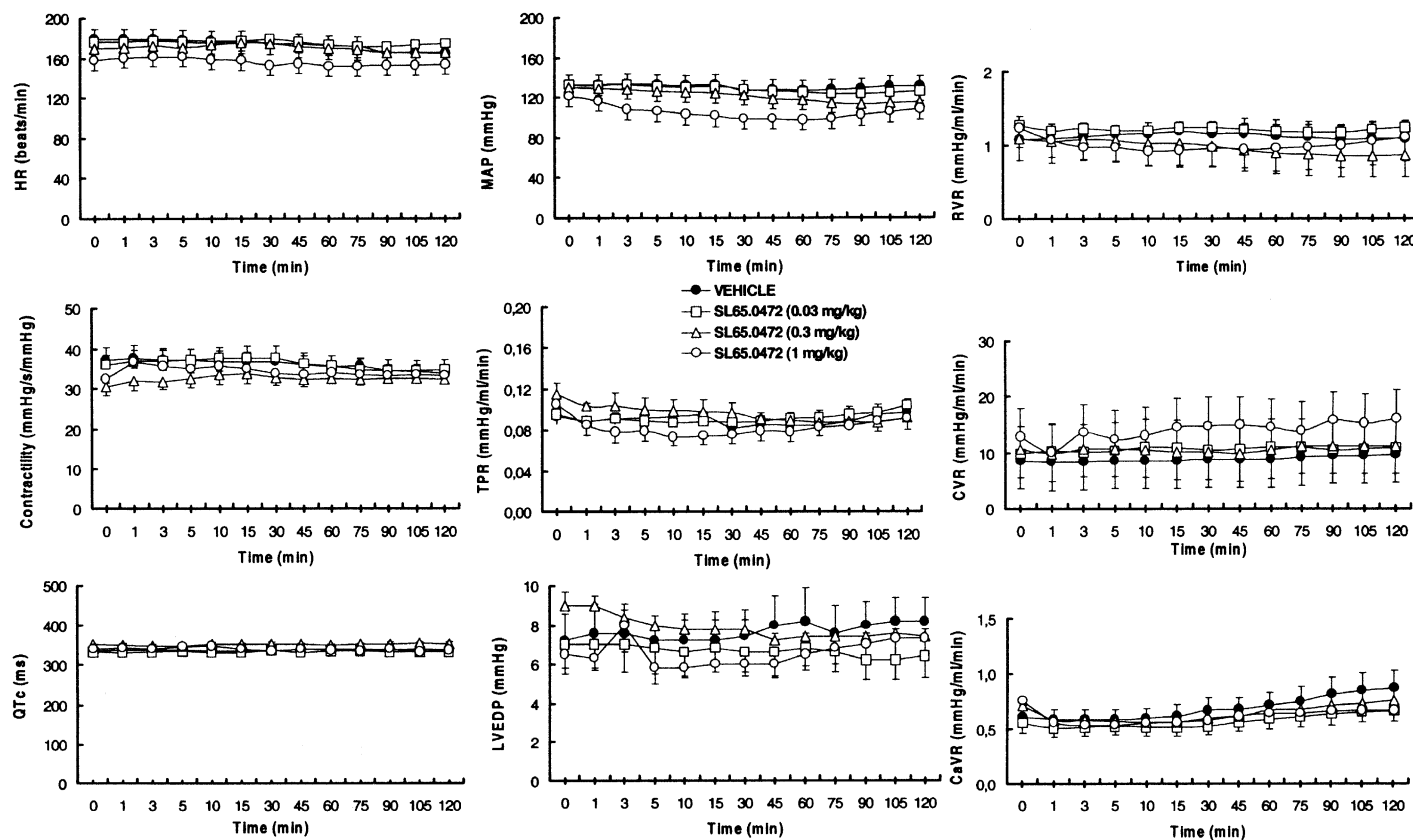 HR (beats/min)
200
160
120
80
40
0
0 1 3 5 10 15 30 45 60 75 90 105 120
Time (min)
MAP (mmHg)
200
160
120
80
40
0
0 1 3 5 10 15 30 45 60 75 90 105 120
Time (min)
RVR (mmHg/ml/min)
2
1
0
0 1 3 5 10 15 30 45 60 75 90 105 120
Time (min)
VEHICLE
SL65.0472 (0.03 mg/kg)
SL65.0472 (0.3 mg/kg)
SL65.0472 (1 mg/kg)
Contractility (mmHg/s/mmHg)
50
40
30
20
10
0
0 1 3 5 10 15 30 45 60 75 90 105 120
Time (min)
TPR (mmHg/ml/min)
0,20
0,16
0,12
0,08
0,04
0,00
0 1 3 5 10 15 30 45 60 75 90 105 120
Time (min)
CVR (mmHg/ml/min)
30
20
10
0
0 1 3 5 10 15 30 45 60 75 90 105 120
Time (min)
QTc (ms)
500
400
300
200
100
0
0 1 3 5 10 15 30 45 60 75 90 105 120
Time (min)
LVEDP (mmHg)
10
8
6
4
2
0
0 1 3 5 10 15 30 45 60 75 90 105 120
Time (min)
CaVR (mmHg/ml/min)
1,5
1,0
0,5
0,0
0 1 3 5 10 15 30 45 60 75 90 105 120
Time (min)